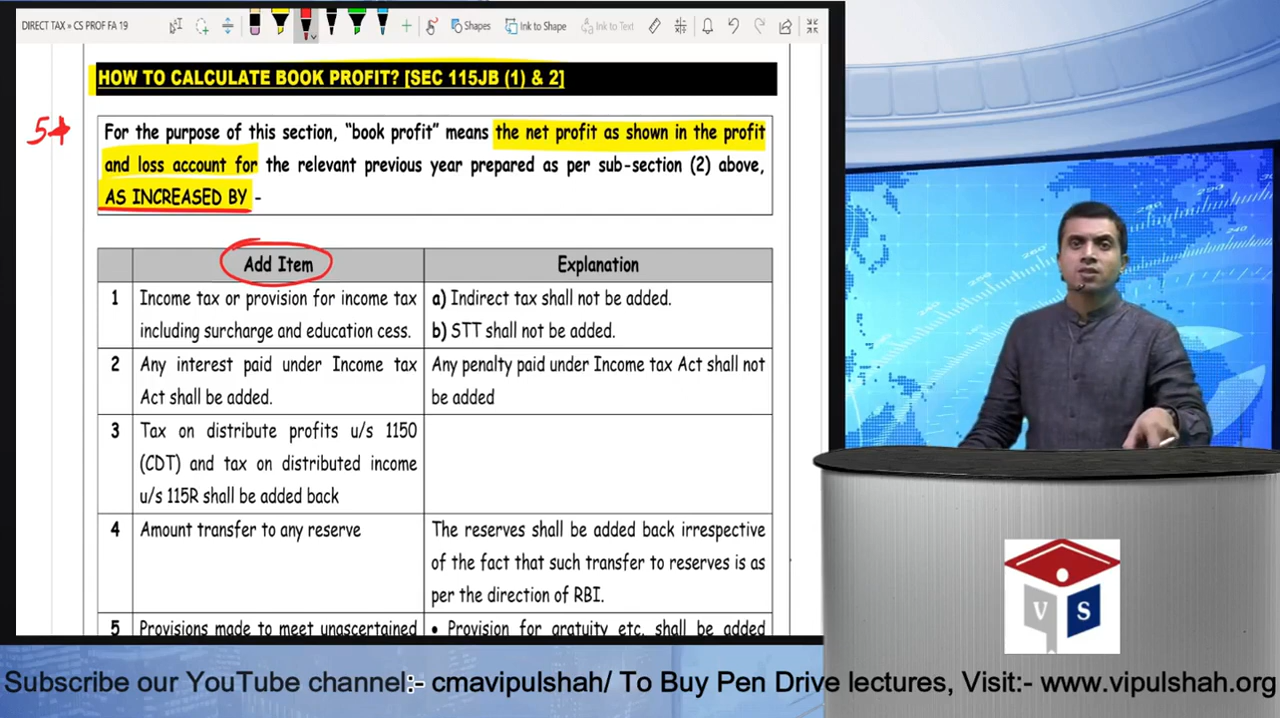 DIRECT TAX » CS PROF FA 19
Shapes
Ink to Shape
Ink to Text
HOW TO CALCULATE BOOK PROFIT? [SEC 115JB (1) & 2]
54
For the purpose of this section, “book profit” means the net profit as shown in the profit
and loss account for the relevant previous year prepared as per sub-section (2) above,
AS INCREASED BY -
Add Item
Explanation
1
Income tax or provision for income tax
including surcharge and education cess.
a) Indirect tax shall not be added.
b) STT shall not be added.
2
Any interest paid under Income tax
Act shall be added.
Any penalty paid under Income tax Act shall not
be added
3
Tax on distribute profits u/s 1150
(CDT) and tax on distributed income
u/s 115R shall be added back
4
Amount transfer to any reserve
The reserves shall be added back irrespective
of the fact that such transfer to reserves is as
per the direction of RBI.
5
Provisions made to meet unascertained
• Provision for gratuity etc. shall be added
V S
Subscribe our YouTube channel:- cmavipulshah/ To Buy Pen Drive lectures, Visit:- www.vipulshah.org